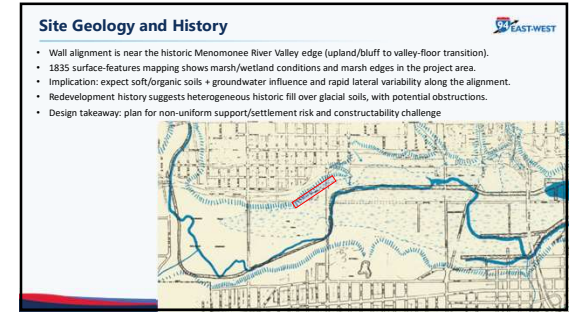 Site Geology and History
94 EAST-WEST
• Wall alignment is near the historic Menomonee River Valley edge (upland/bluff to valley-floor transition).
• 1835 surface-features mapping shows marsh/wetland conditions and marsh edges in the project area.
• Implication: expect soft/organic soils + groundwater influence and rapid lateral variability along the alignment.
• Redevelopment history suggests heterogeneous historic fill over glacial soils, with potential obstructions.
• Design takeaway: plan for non-uniform support/settlement risk and constructability challenge